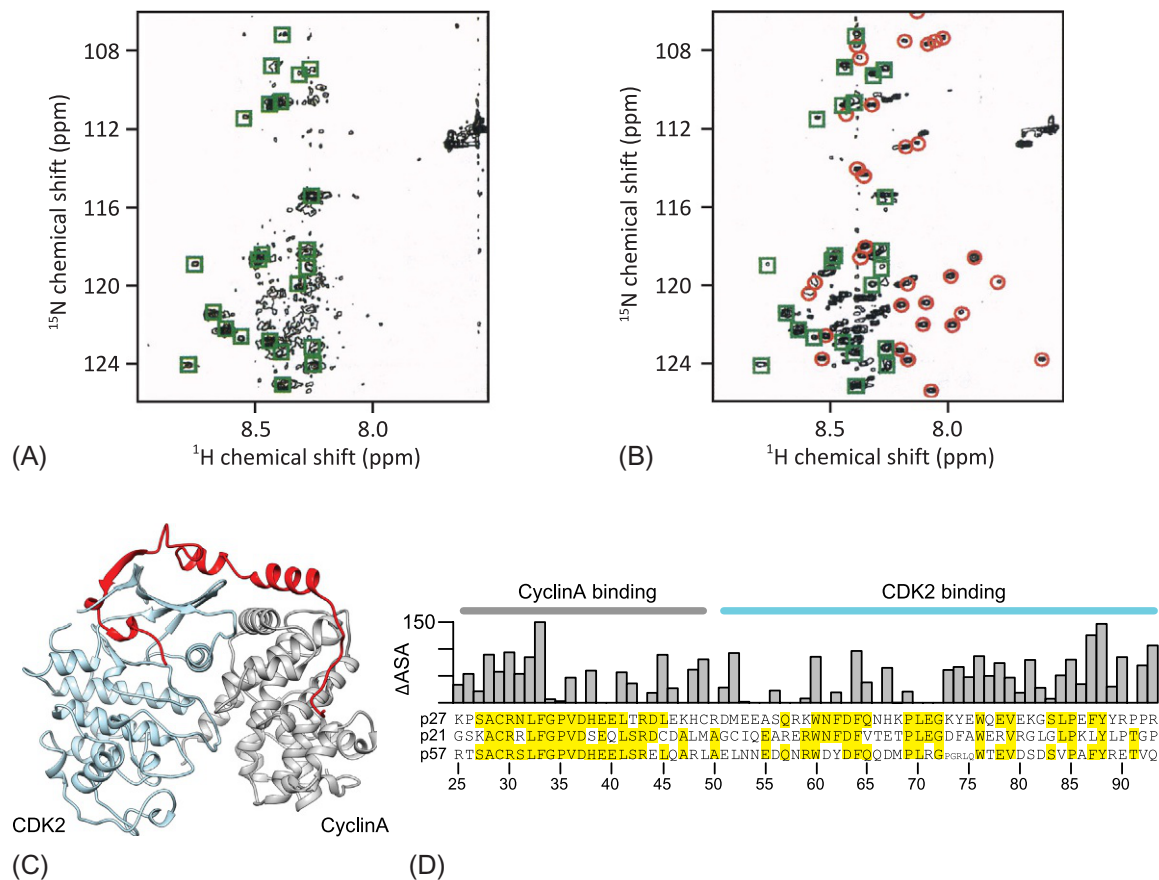 108
112
116
120
124
¹⁵N chemical shift (ppm)
8.5 8.0
¹H chemical shift (ppm)
(A)
108
112
116
120
124
¹⁵N chemical shift (ppm)
8.5 8.0
¹H chemical shift (ppm)
(B)
CDK2
CyclinA
(C)
CyclinA binding CDK2 binding
150
ΔASA
p27 KPSACRNLFGPVDHEELTRDLEKHCRDMEEASQRKWNFDFQNHKPLEGKYEWQEVEKGSLPEFYYRPPR
p21 GSKACRRLFGPVDSEQLSRDCDALMAGCIQEARERWNFDFVTETPLEGDFAWERVRGLGLPKLYLPTGP
p57 RTSACRSLFGPVDHEELSRELQARLAELNNEDQNRWDYDFQQDMPLRGPGRLQWTEVDSDSVPAFYRETVQ
25 30 35 40 45 50 55 60 65 70 75 80 85 90
(D)